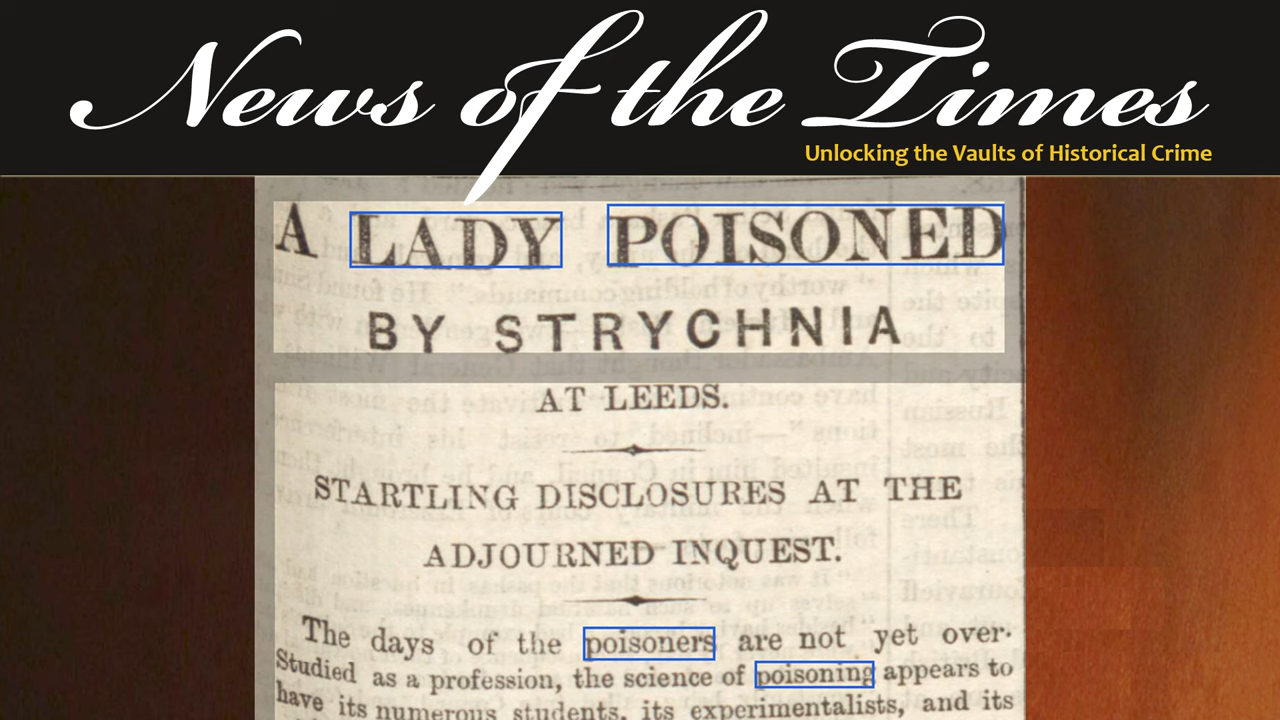 News of the Times
Unlocking the Vaults of Historical Crime
A LADY POISONED
BY STRYCHNIA
AT LEEDS.
STARTLING DISCLOSURES AT THE
ADJOURNED INQUEST.
The days of the poisoners are not yet over.
Studied as a profession, the science of poisoning appears to
have its numerous students, its experimentalists, and its